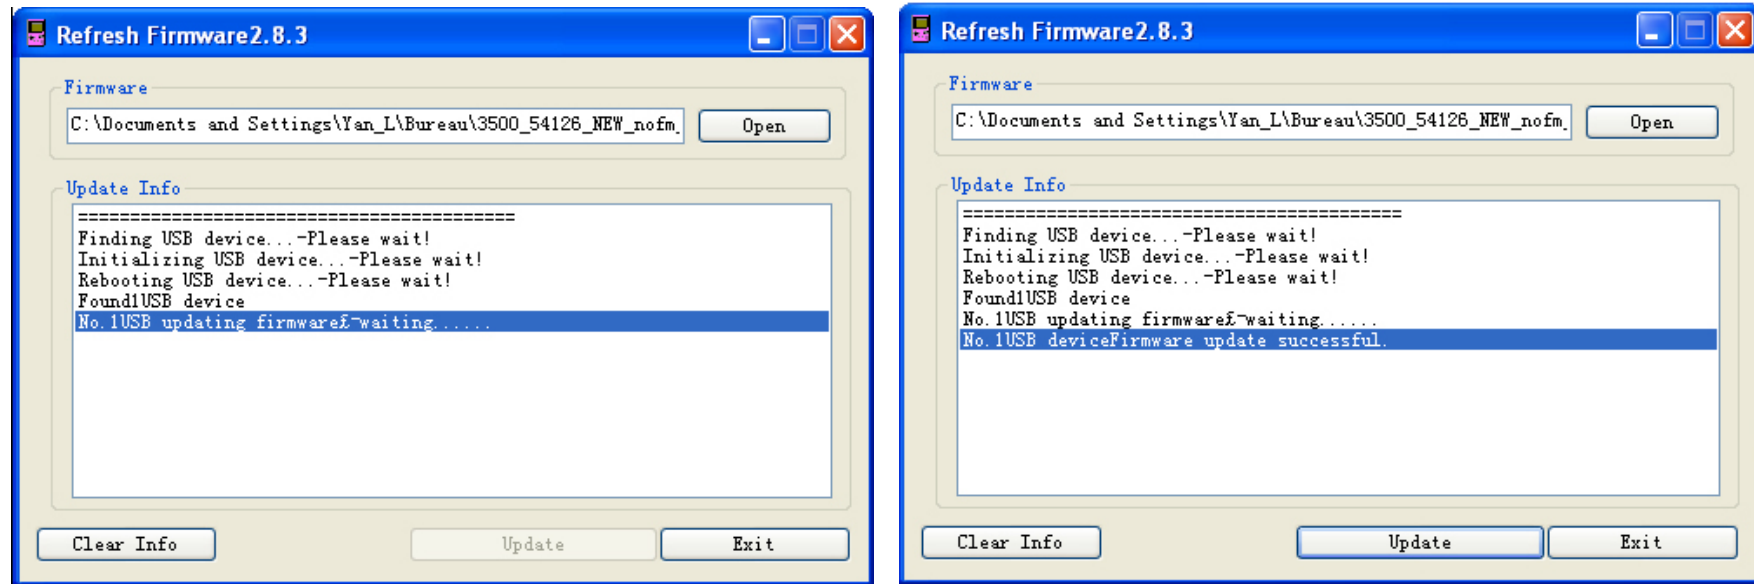 Refresh Firmware2.8.3
Firmware
C:\Documents and Settings\Yan_L\Bureau\3500_54126_NEW_nofm_
Open
Update Info
==========================================
Finding USB device...-Please wait!
Initializing USB device...-Please wait!
Rebooting USB device...-Please wait!
Found1USB device
No.1USB updating firmware£¬waiting......
Clear Info
Update
Exit
Refresh Firmware2.8.3
Firmware
C:\Documents and Settings\Yan_L\Bureau\3500_54126_NEW_nofm_
Open
Update Info
==========================================
Finding USB device...-Please wait!
Initializing USB device...-Please wait!
Rebooting USB device...-Please wait!
Found1USB device
No.1USB updating firmware£¬waiting......
No.1USB deviceFirmware update successful.
Clear Info
Update
Exit